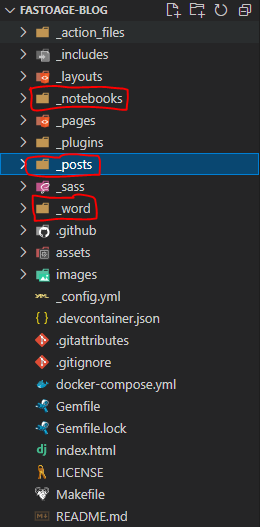 FASTOAGE-BLOG
_action_files
_includes
_layouts
_notebooks
_pages
_plugins
_posts
_sass
_word
.github
assets
images
_config.yml
.devcontainer.json
.gitattributes
.gitignore
docker-compose.yml
Gemfile
Gemfile.lock
index.html
LICENSE
Makefile
README.md